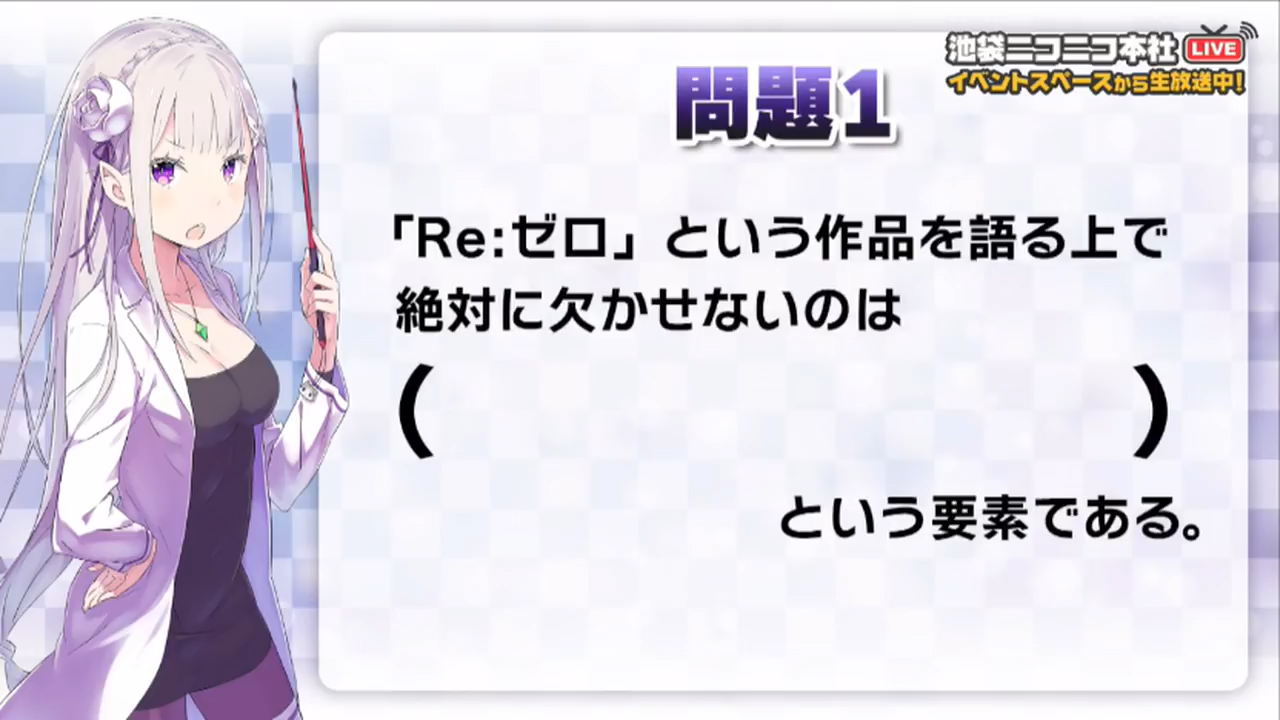 池袋ニコニコ本社 LIVE
イベントスペースから生放送中!
問題1
「Re:ゼロ」という作品を語る上で
絶対に欠かせないのは
( )
という要素である。